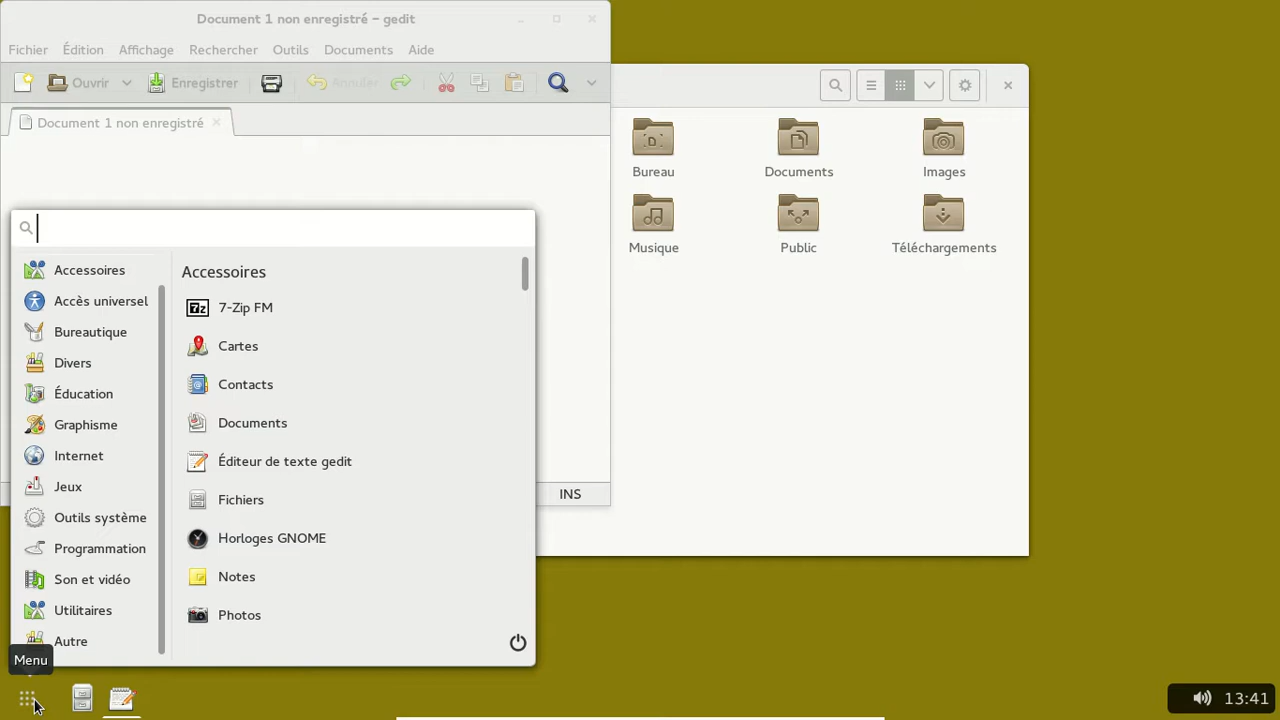 Document 1 non enregistré – gedit
Fichier Édition Affichage Rechercher Outils Documents Aide
Ouvrir Enregistrer Annuler
Document 1 non enregistré
Bureau Documents Images
Musique Public Téléchargements
Accessoires
Accès universel
Bureautique
Divers
Éducation
Graphisme
Internet
Jeux
Outils système
Programmation
Son et vidéo
Utilitaires
Autre
Accessoires
7z 7-Zip FM
Cartes
Contacts
Documents
Éditeur de texte gedit
Fichiers
Horloges GNOME
Notes
Photos
INS
Menu
13:41